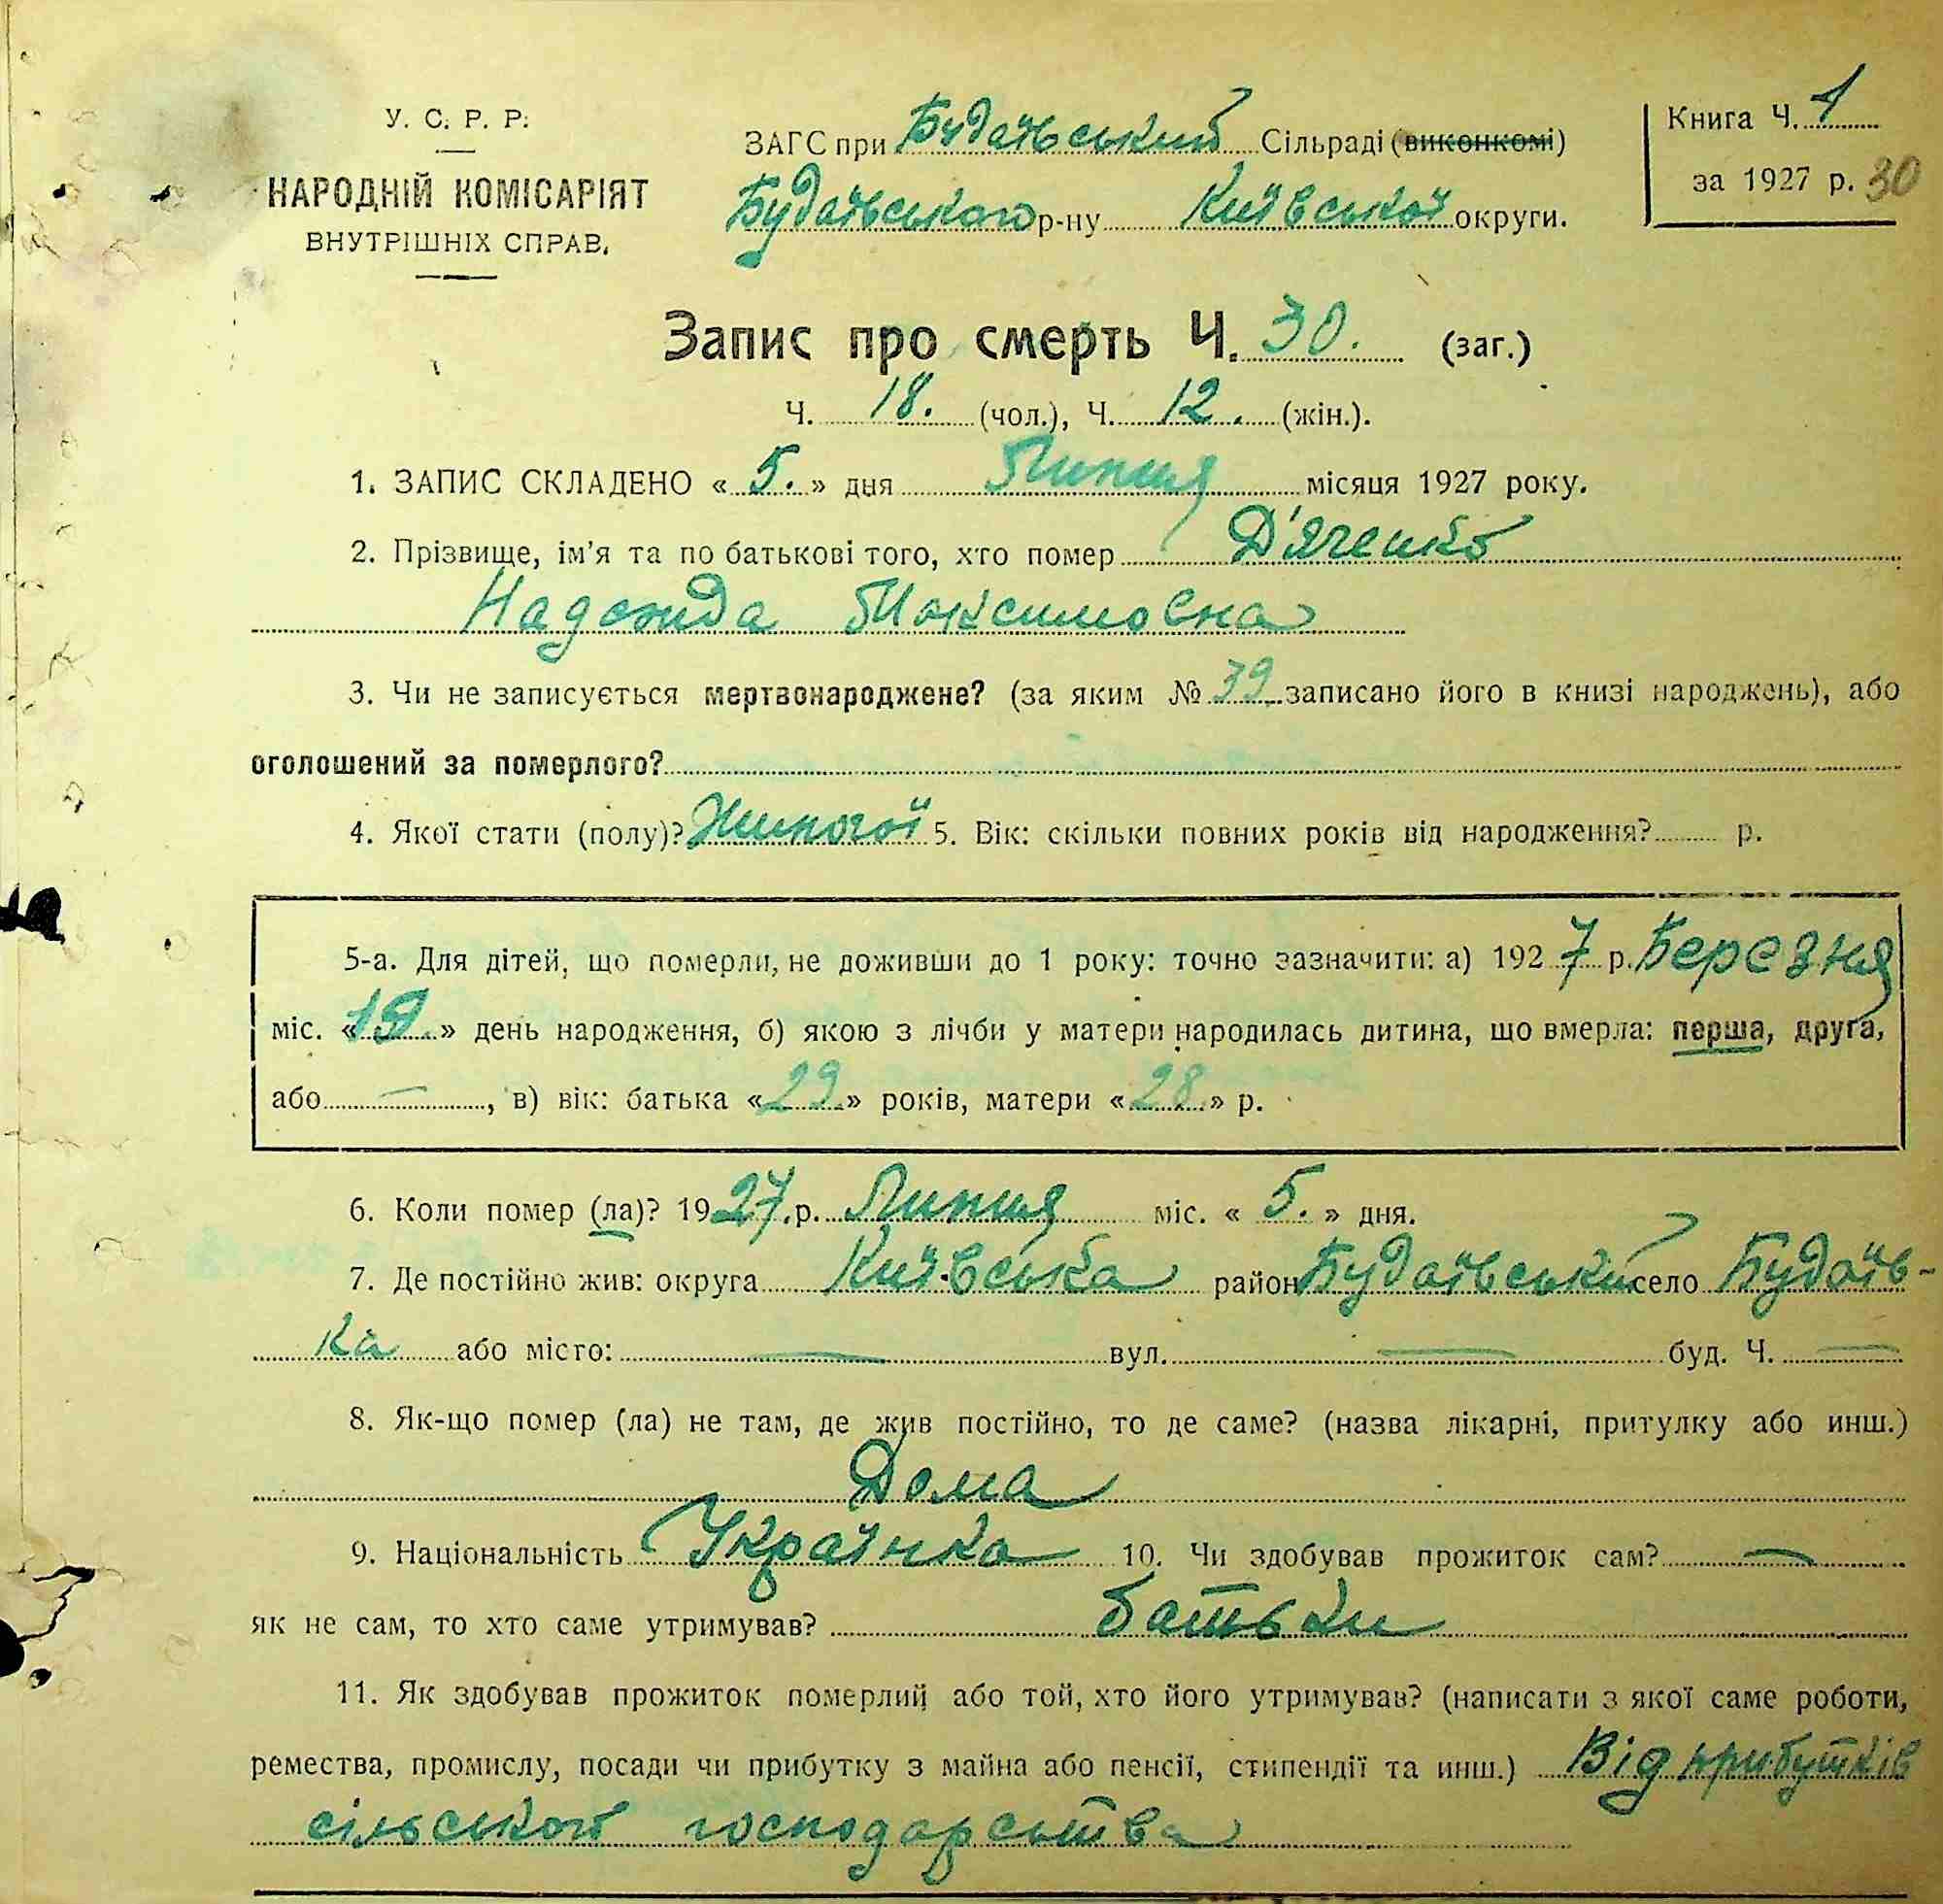 У. С. Р. Р.
НАРОДНІЙ КОМІСАРІЯТ
ВНУТРІШНІХ СПРАВ.
ЗАГС при Будаївський Сільраді (виконкомі)
Будаївського р-ну Київської округи.
Книга Ч. 1
за 1927 р. 30
Запис про смерть Ч. 30. (заг.)
Ч. 18. (чол.), Ч. 12. (жін.).
1. ЗАПИС СКЛАДЕНО « 5. » дня Липня місяця 1927 року.
2. Прізвище, ім'я та по батькові того, хто помер Д'яченко
Надежда Максимовна
3. Чи не записується мертвонароджене? (за яким № 39 записано його в книзі народжень), або
оголошений за померлого?
4. Якої стати (полу)? Жіночої 5. Вік: скільки повних років від народження? р.
5-а. Для дітей, що померли, не доживши до 1 року: точно зазначити: а) 1927 р. Березня
міс. « 19 » день народження, б) якою з лічби у матери народилась дитина, що вмерла: перша, друга,
або —, в) вік: батька « 29 » років, матери « 28 » р.
6. Коли помер (ла)? 1927. р. Липня міс. « 5. » дня.
7. Де постійно жив: округа Київська район Будаївський село Будаїв-
ка або місто: — вул. — буд. Ч. —
8. Як-що помер (ла) не там, де жив постійно, то де саме? (назва лікарні, притулку або инш.)
Дома
9. Національність Українка 10. Чи здобував прожиток сам? —
як не сам, то хто саме утримував? батьки
11. Як здобував прожиток померлий або той, хто його утримував? (написати з якої саме роботи,
ремества, промислу, посади чи прибутку з майна або пенсії, стипендії та инш.) Від прибутків
сільського господарства